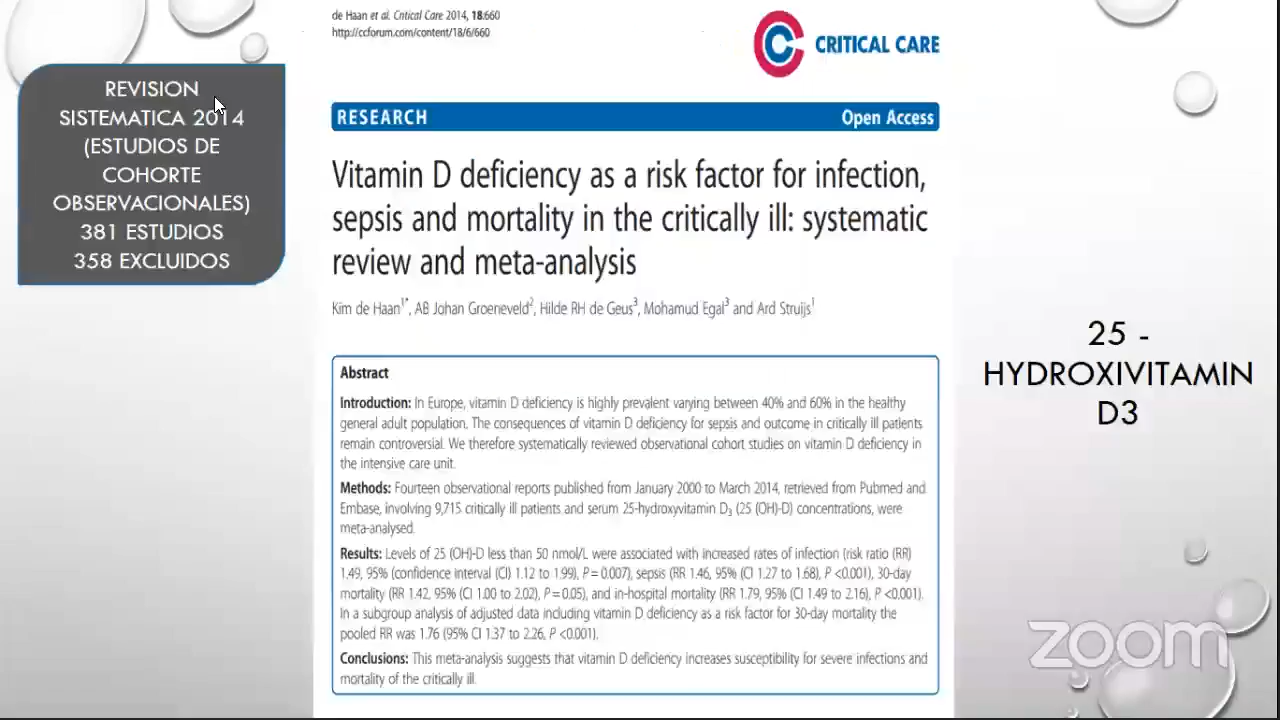 de Haan et al. Critical Care 2014, 18:660
http://ccforum.com/content/18/6/660
CRITICAL CARE
REVISION
SISTEMATICA 2014
(ESTUDIOS DE
COHORTE
OBSERVACIONALES)
381 ESTUDIOS
358 EXCLUIDOS
RESEARCH Open Access
Vitamin D deficiency as a risk factor for infection,
sepsis and mortality in the critically ill: systematic
review and meta-analysis
Kim de Haan1*, AB Johan Groeneveld2, Hilde RH de Geus3, Mohamud Egal3 and Ard Struijs1
Abstract
Introduction: In Europe, vitamin D deficiency is highly prevalent varying between 40% and 60% in the healthy
general adult population. The consequences of vitamin D deficiency for sepsis and outcome in critically ill patients
remain controversial. We therefore systematically reviewed observational cohort studies on vitamin D deficiency in
the intensive care unit.
Methods: Fourteen observational reports published from January 2000 to March 2014, retrieved from Pubmed and
Embase, involving 9,715 critically ill patients and serum 25-hydroxyvitamin D3 (25 (OH)-D) concentrations, were
meta-analysed.
Results: Levels of 25 (OH)-D less than 50 nmol/L were associated with increased rates of infection (risk ratio (RR)
1.49, 95% (confidence interval (CI) 1.12 to 1.99), P = 0.007), sepsis (RR 1.46, 95% (CI 1.27 to 1.68), P <0.001), 30-day
mortality (RR 1.42, 95% (CI 1.00 to 2.02), P = 0.05), and in-hospital mortality (RR 1.79, 95% (CI 1.49 to 2.16), P <0.001).
In a subgroup analysis of adjusted data including vitamin D deficiency as a risk factor for 30-day mortality the
pooled RR was 1.76 (95% CI 1.37 to 2.26, P <0.001).
Conclusions: This meta-analysis suggests that vitamin D deficiency increases susceptibility for severe infections and
mortality of the critically ill.
25 -
HYDROXIVITAMIN
D3
zoom